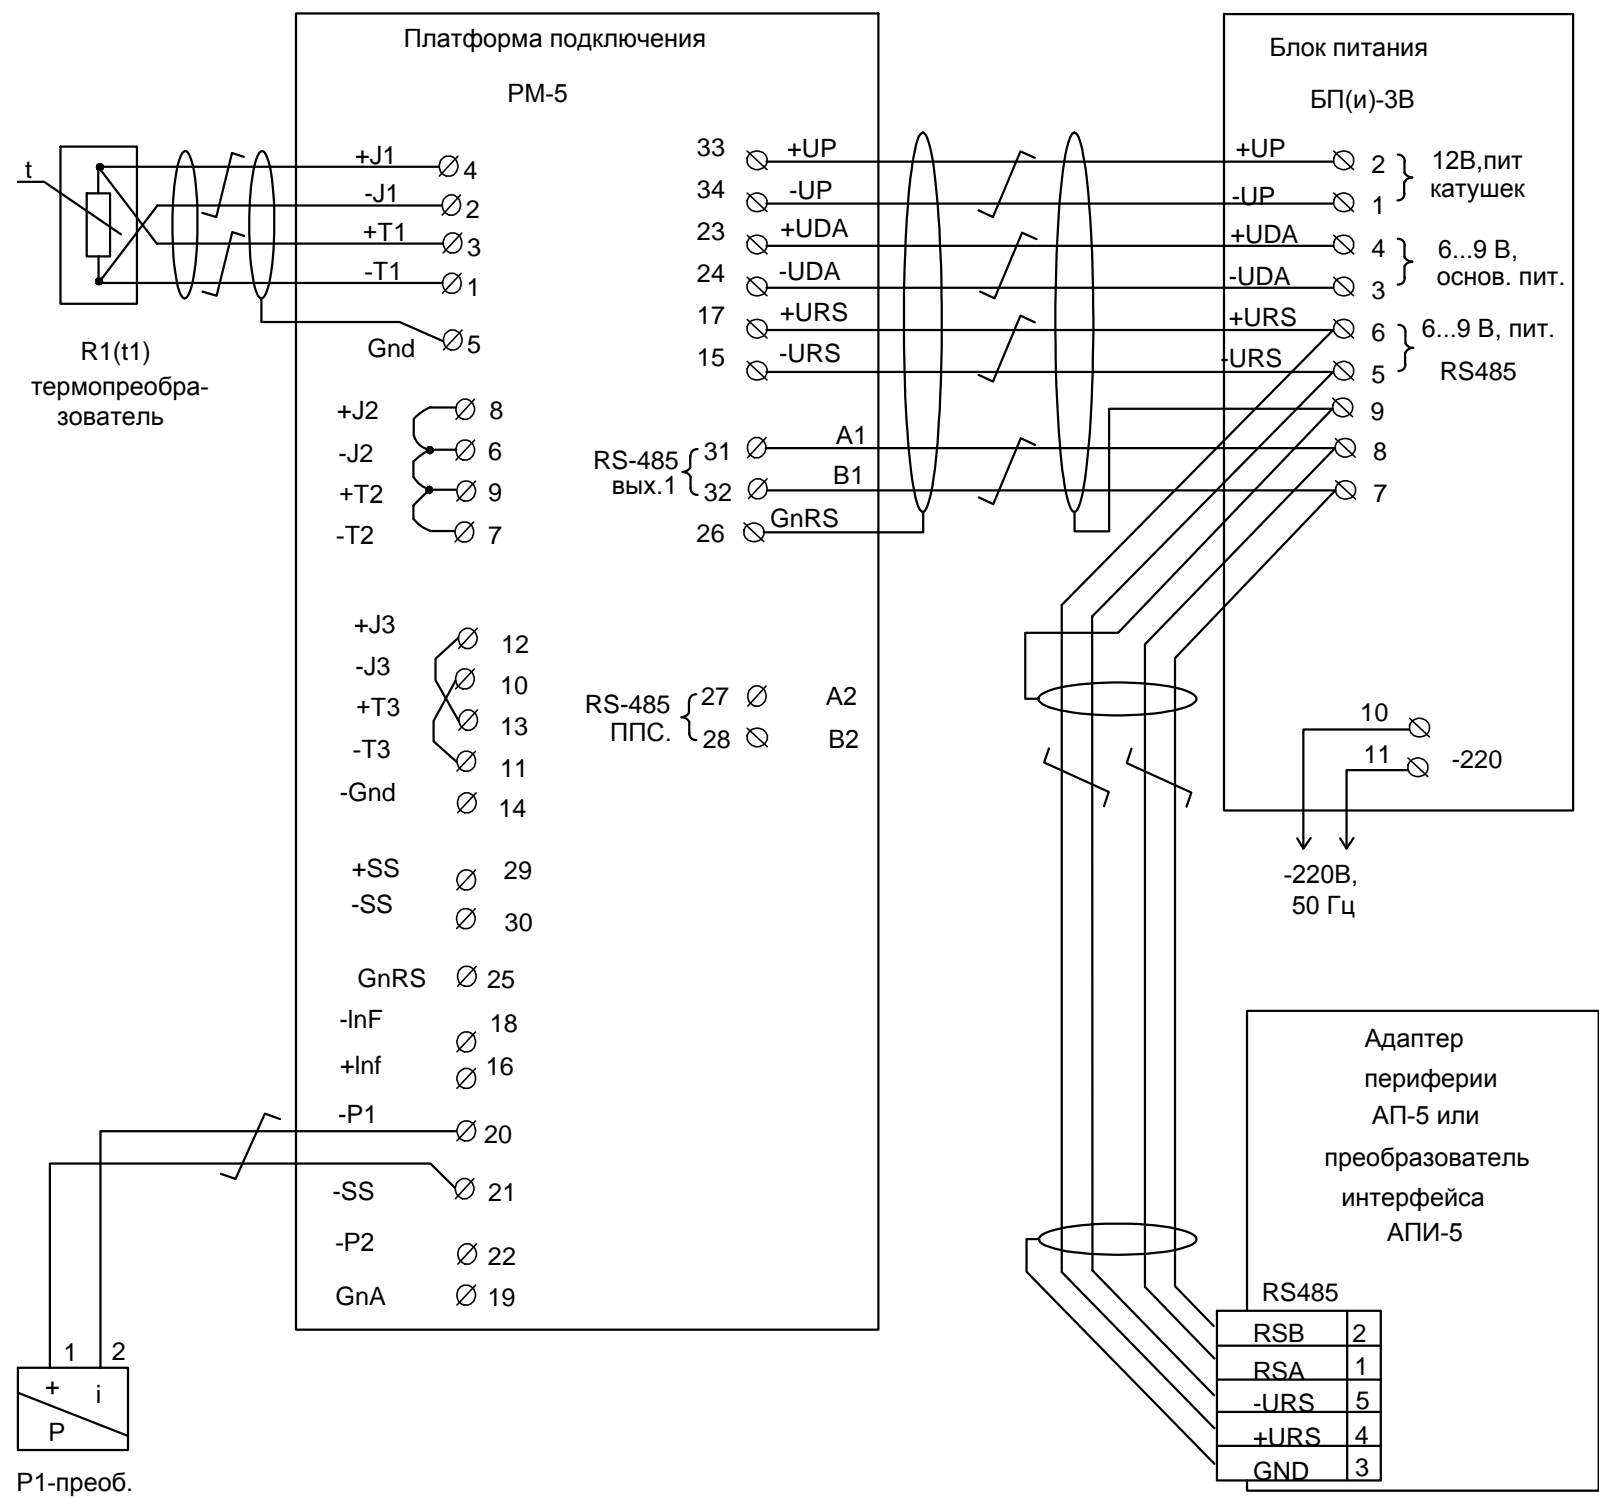 Платформа подключения
РМ-5
Блок питания
БП(и)-3В
t
R1(t1)
термопреобра-
зователь
+J1 4
-J1 2
+T1 3
-T1 1
Gnd 5
+J2 8
-J2 6
+T2 9
-T2 7
+J3 12
-J3 10
+T3 13
-T3 11
-Gnd 14
+SS 29
-SS 30
GnRS 25
-InF 18
+Inf 16
-P1 20
-SS 21
-P2 22
GnA 19
33 +UP
34 -UP
23 +UDA
24 -UDA
17 +URS
15 -URS
RS-485
вых.1
31 A1
32 B1
26 GnRS
RS-485
ППС.
27 A2
28 B2
+UP 2
-UP 1
12В,пит
катушек
+UDA 4
-UDA 3
6...9 В,
основ. пит.
+URS 6
-URS 5
6...9 В, пит.
RS485
9
8
7
10
11 -220
-220В,
50 Гц
Адаптер
периферии
АП-5 или
преобразователь
интерфейса
АПИ-5
RS485
RSB 2
RSA 1
-URS 5
+URS 4
GND 3
1 2
+ i
P
Р1-преоб.